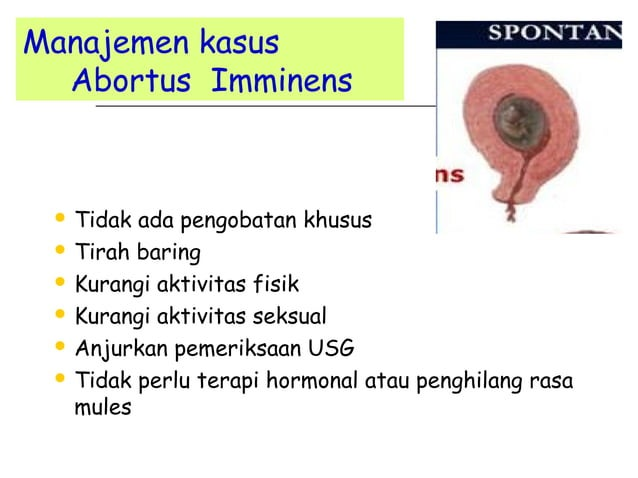 Manajemen kasus
Abortus Imminens
SPONTAN
ns
Tidak ada pengobatan khusus
Tirah baring
Kurangi aktivitas fisik
Kurangi aktivitas seksual
Anjurkan pemeriksaan USG
Tidak perlu terapi hormonal atau penghilang rasa
mules